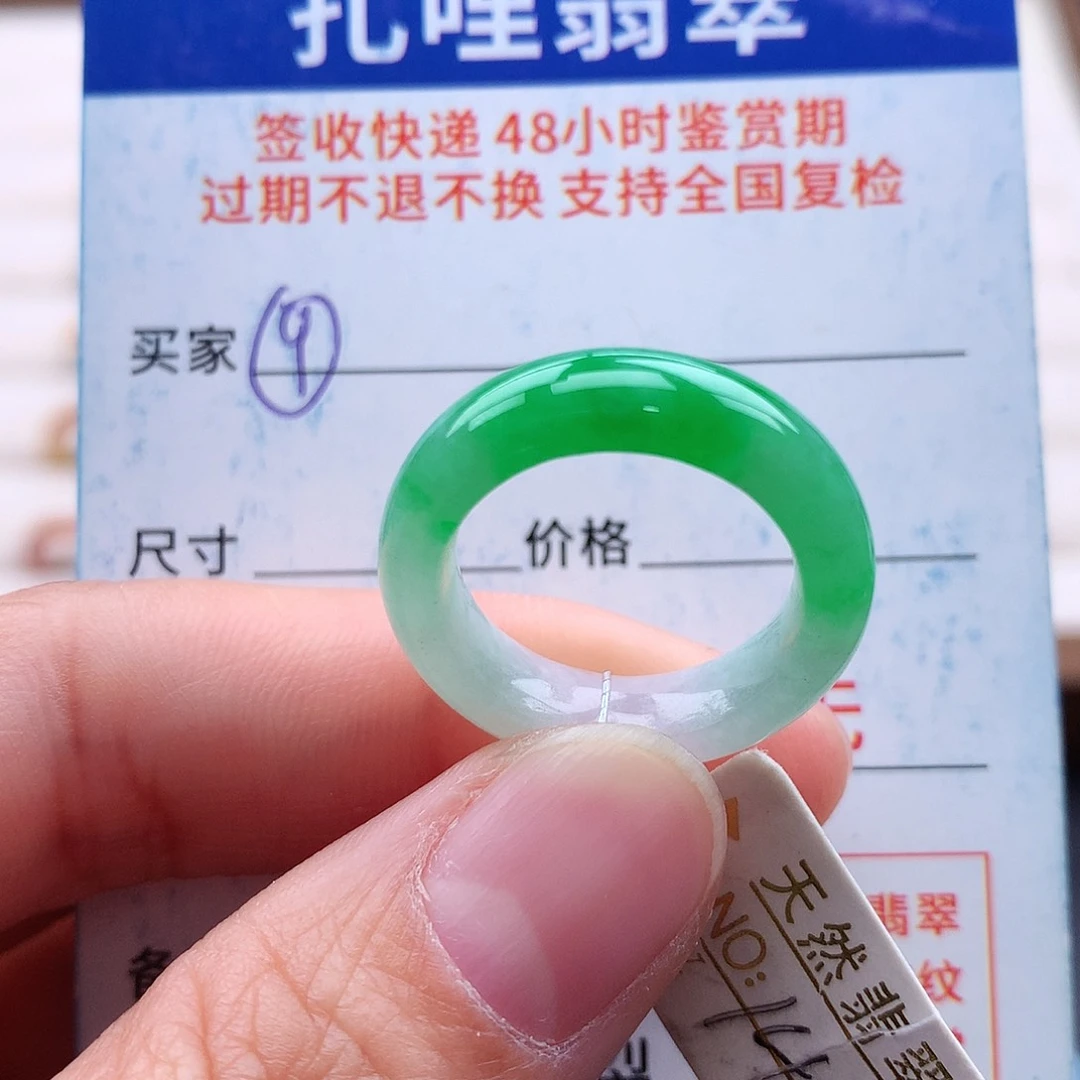 扎哇翡翠
签收快递 48小时鉴赏期
过期不退不换 支持全国复检
买家
尺寸 价格
元
翡翠
纹
天然翡翠
NO: